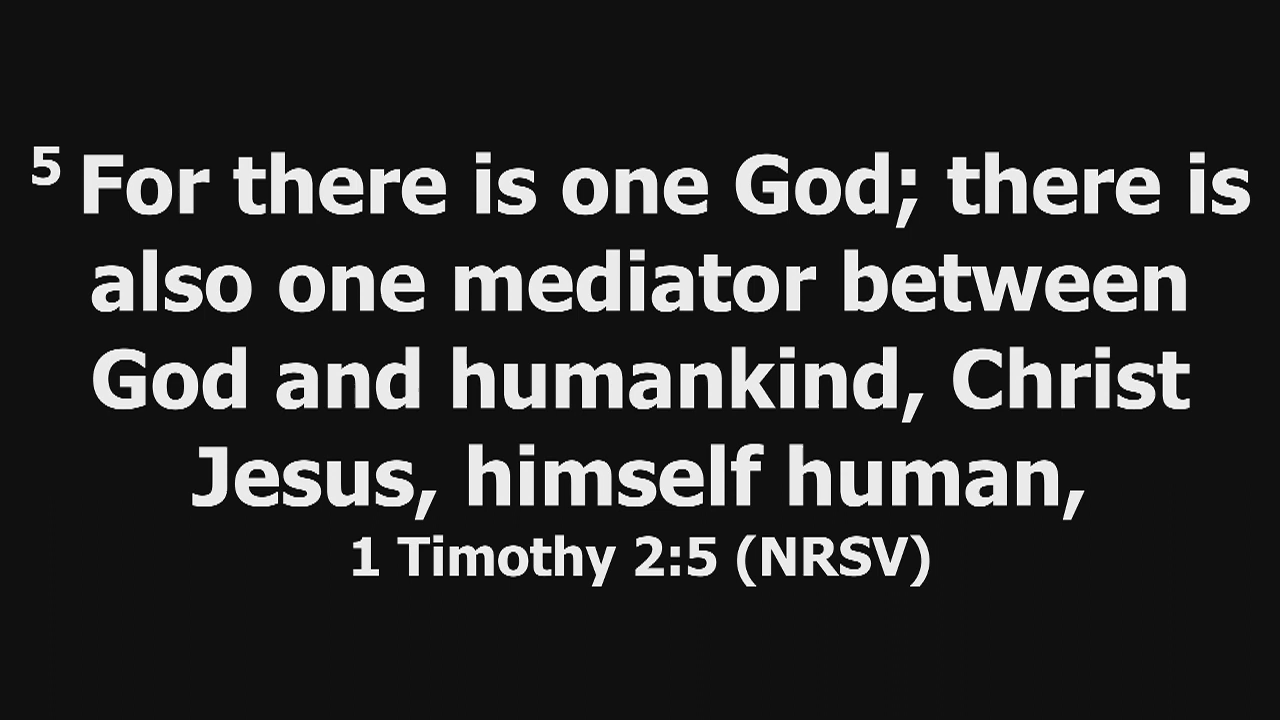 5 For there is one God; there is
also one mediator between
God and humankind, Christ
Jesus, himself human,
1 Timothy 2:5 (NRSV)